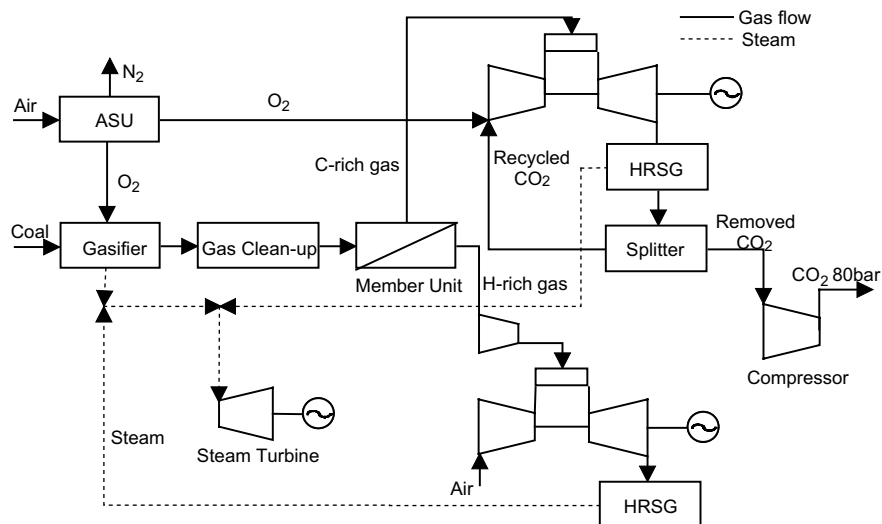 Gas flow
Steam
N2
Air
ASU
O2
O2
C-rich gas
Recycled
CO2
HRSG
Coal
Gasifier
Gas Clean-up
Member Unit
Splitter
Removed
CO2
H-rich gas
CO2 80bar
Compressor
Steam
Steam Turbine
Air
HRSG